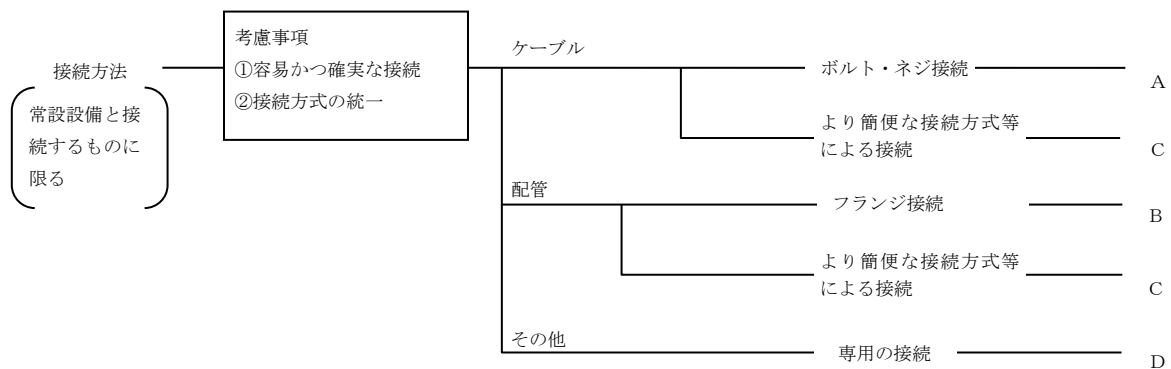 接続方法
常設設備と接
続するものに
限る
考慮事項
①容易かつ確実な接続
②接続方式の統一
ケーブル
ボルト・ネジ接続
A
より簡便な接続方式等
による接続
C
配管
フランジ接続
B
より簡便な接続方式等
による接続
C
その他
専用の接続
D